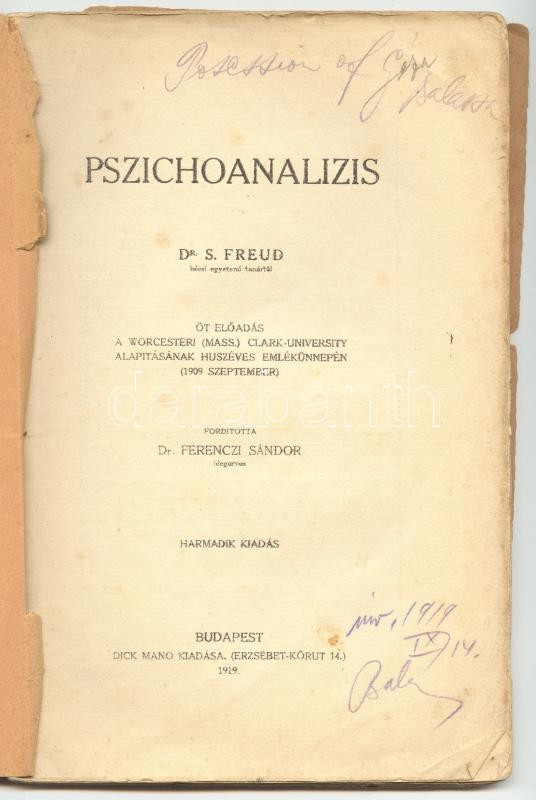 Posession of Géza
Balassa
PSZICHOANALIZIS
DR. S. FREUD
bécsi egyetemi tanártól
ÖT ELŐADÁS
A WORCESTERI (MASS.) CLARK-UNIVERSITY
ALAPITÁSÁNAK HUSZÉVES EMLÉKÜNNEPÉN
(1909 SZEPTEMBER)
darabanth
FORDITOTTA
Dr. FERENCZI SÁNDOR
idegorvos
HARMADIK KIADÁS
1919
IX/14.
BUDAPEST
DICK MANO KIADÁSA. (ERZSÉBET-KÖRUT 14.)
1919.